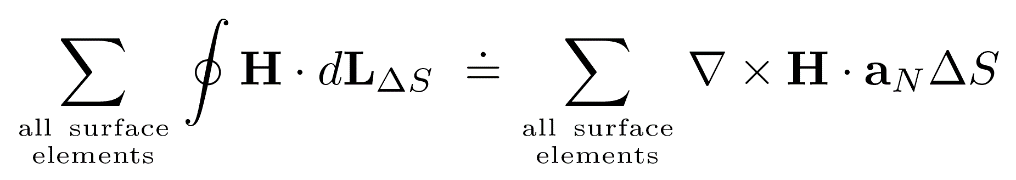 ∑ ∮ H · dL_ΔS ≐ ∑ ∇ × H · a_N ΔS
all surface all surface
elements elements